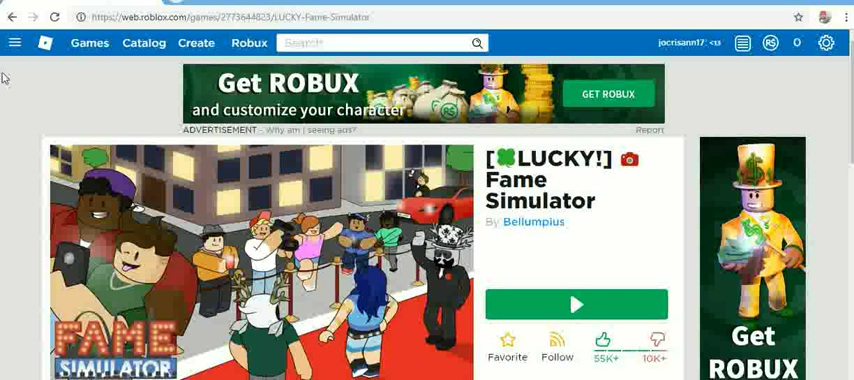 https://web.roblox.com/games/2773644823/LUCKY-Fame-Simulator
Games Catalog Create Robux Search jocrisann17: <13 R$ 0
Get ROBUX
and customize your character
GET ROBUX
ADVERTISEMENT - Why am I seeing ads? Report
[🍀LUCKY!] 📷
Fame
Simulator
By Bellumpius
Favorite Follow 55K+ 10K+
FAME
SIMULATOR
Get
ROBUX